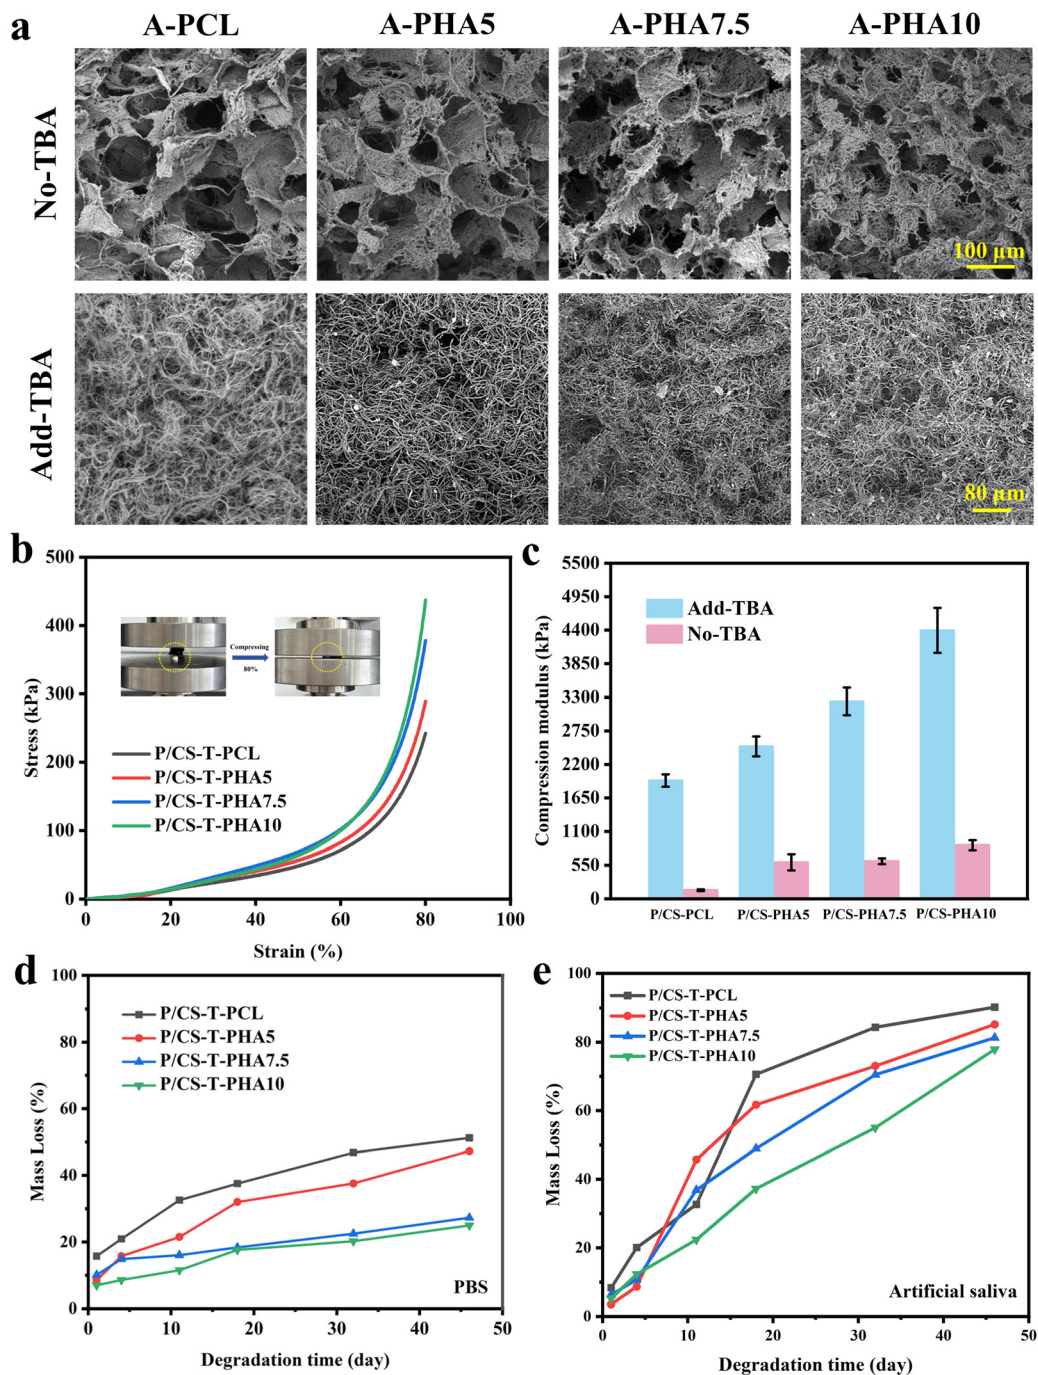 a
A-PCL A-PHA5 A-PHA7.5 A-PHA10
No-TBA
100 μm
Add-TBA
80 μm
b
500
400
300
200
100
0
Stress (kPa)
Compressing
80%
P/CS-T-PCL
P/CS-T-PHA5
P/CS-T-PHA7.5
P/CS-T-PHA10
0 20 40 60 80 100
Strain (%)
c
5500
4950
4400
3850
3300
2750
2200
1650
1100
550
0
Compression modulus (kPa)
Add-TBA
No-TBA
P/CS-PCL P/CS-PHA5 P/CS-PHA7.5 P/CS-PHA10
d
100
80
60
40
20
0
Mass Loss (%)
P/CS-T-PCL
P/CS-T-PHA5
P/CS-T-PHA7.5
P/CS-T-PHA10
PBS
0 10 20 30 40 50
Degradation time (day)
e
100
80
60
40
20
0
Mass Loss (%)
P/CS-T-PCL
P/CS-T-PHA5
P/CS-T-PHA7.5
P/CS-T-PHA10
Artificial saliva
0 10 20 30 40 50
Degradation time (day)